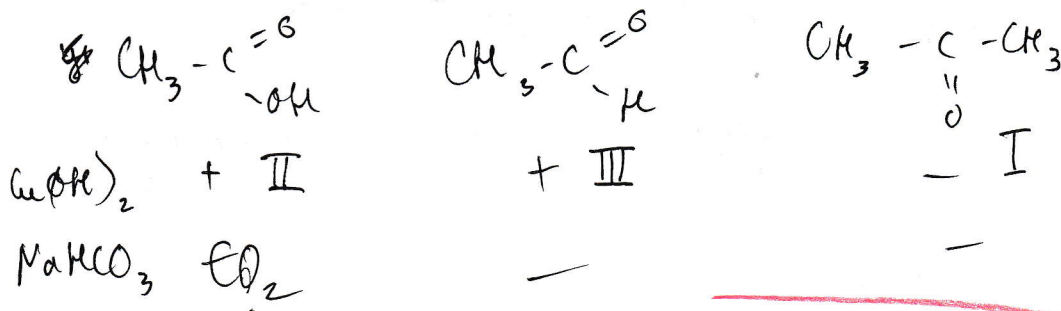 CH₃ - C =O -OH CH₃ - C =O -H CH₃ - C - CH₃ = O
Cu(OH)₂ + II + III - I
NaHCO₃ CO₂ - -